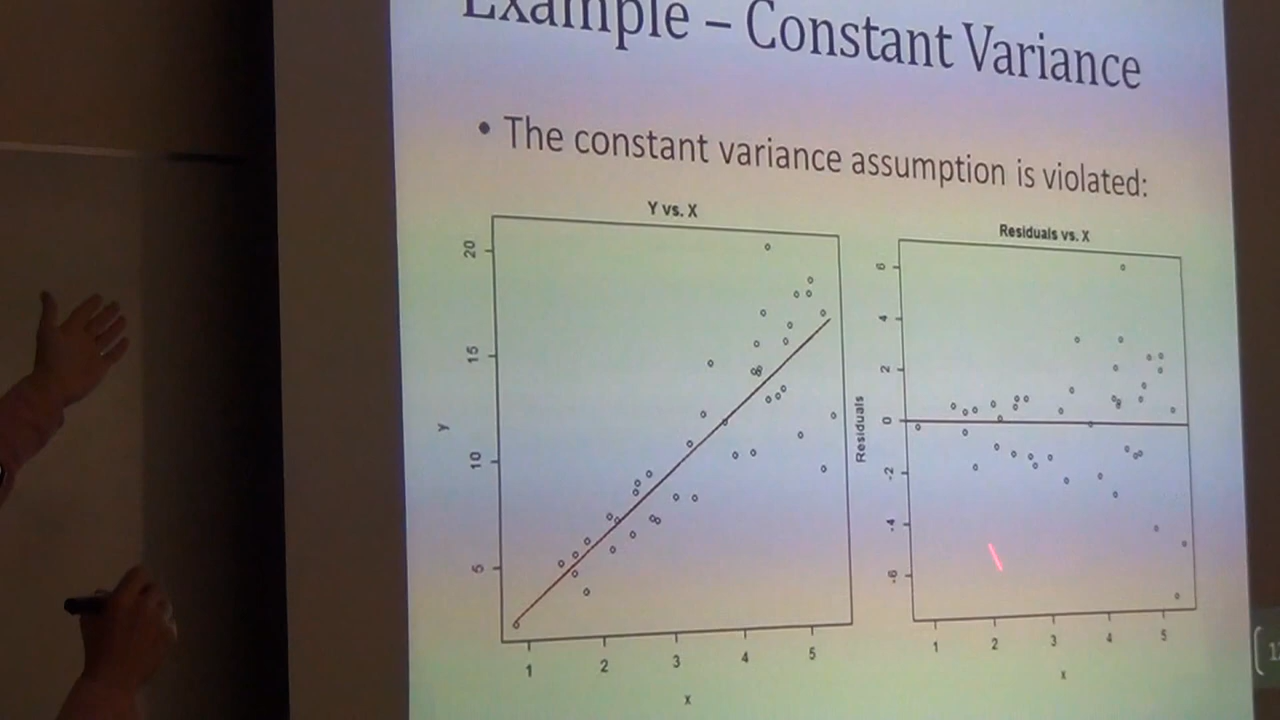 Example – Constant Variance
• The constant variance assumption is violated:
Y vs. X
20
15
10
5
y
1 2 3 4 5
x
Residuals vs. X
6
4
2
0
-2
-4
-6
Residuals
1 2 3 4 5
x